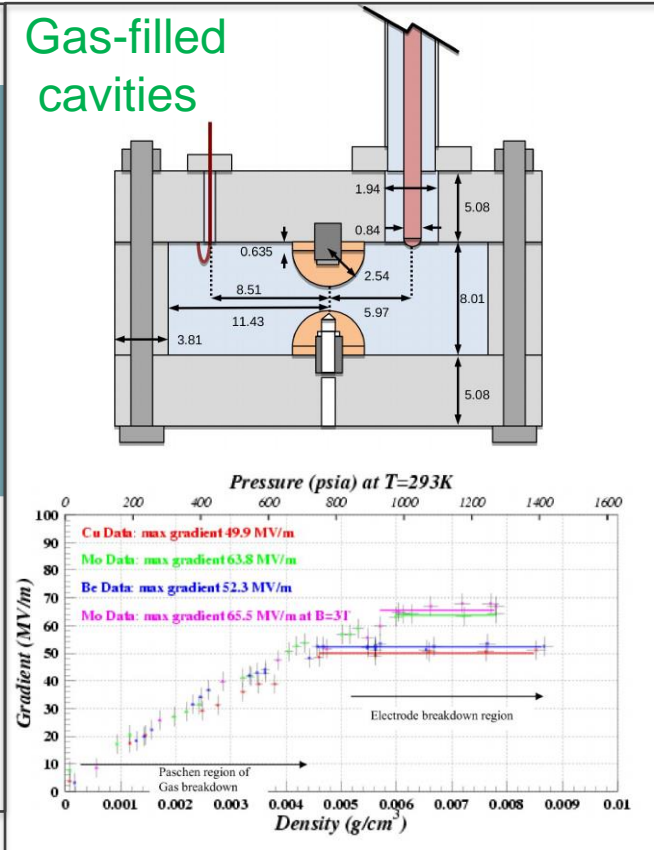 Gas-filled
cavities
1.94
5.08
0.84
0.635
2.54
8.51
8.01
5.97
11.43
3.81
5.08
Pressure (psia) at T=293K
0 200 400 600 800 1000 1200 1400 1600
Gradient (MV/m)
100
90
80
70
60
50
40
30
20
10
0
Cu Data: max gradient 49.9 MV/m
Mo Data: max gradient 63.8 MV/m
Be Data: max gradient 52.3 MV/m
Mo Data: max gradient 65.5 MV/m at B=3T
Electrode breakdown region
Paschen region of
Gas breakdown
0 0.001 0.002 0.003 0.004 0.005 0.006 0.007 0.008 0.009 0.01
Density (g/cm³)